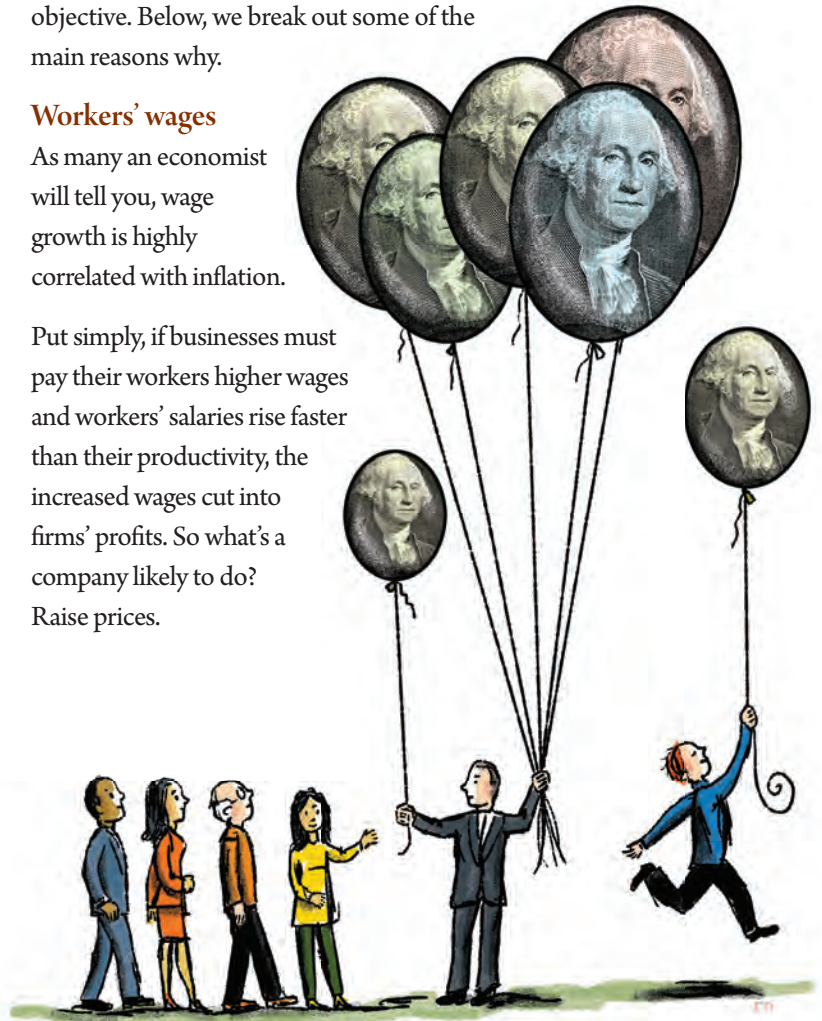 objective. Below, we break out some of the
main reasons why.
Workers’ wages
As many an economist
will tell you, wage
growth is highly
correlated with inflation.
Put simply, if businesses must
pay their workers higher wages
and workers’ salaries rise faster
than their productivity, the
increased wages cut into
firms’ profits. So what’s a
company likely to do?
Raise prices.